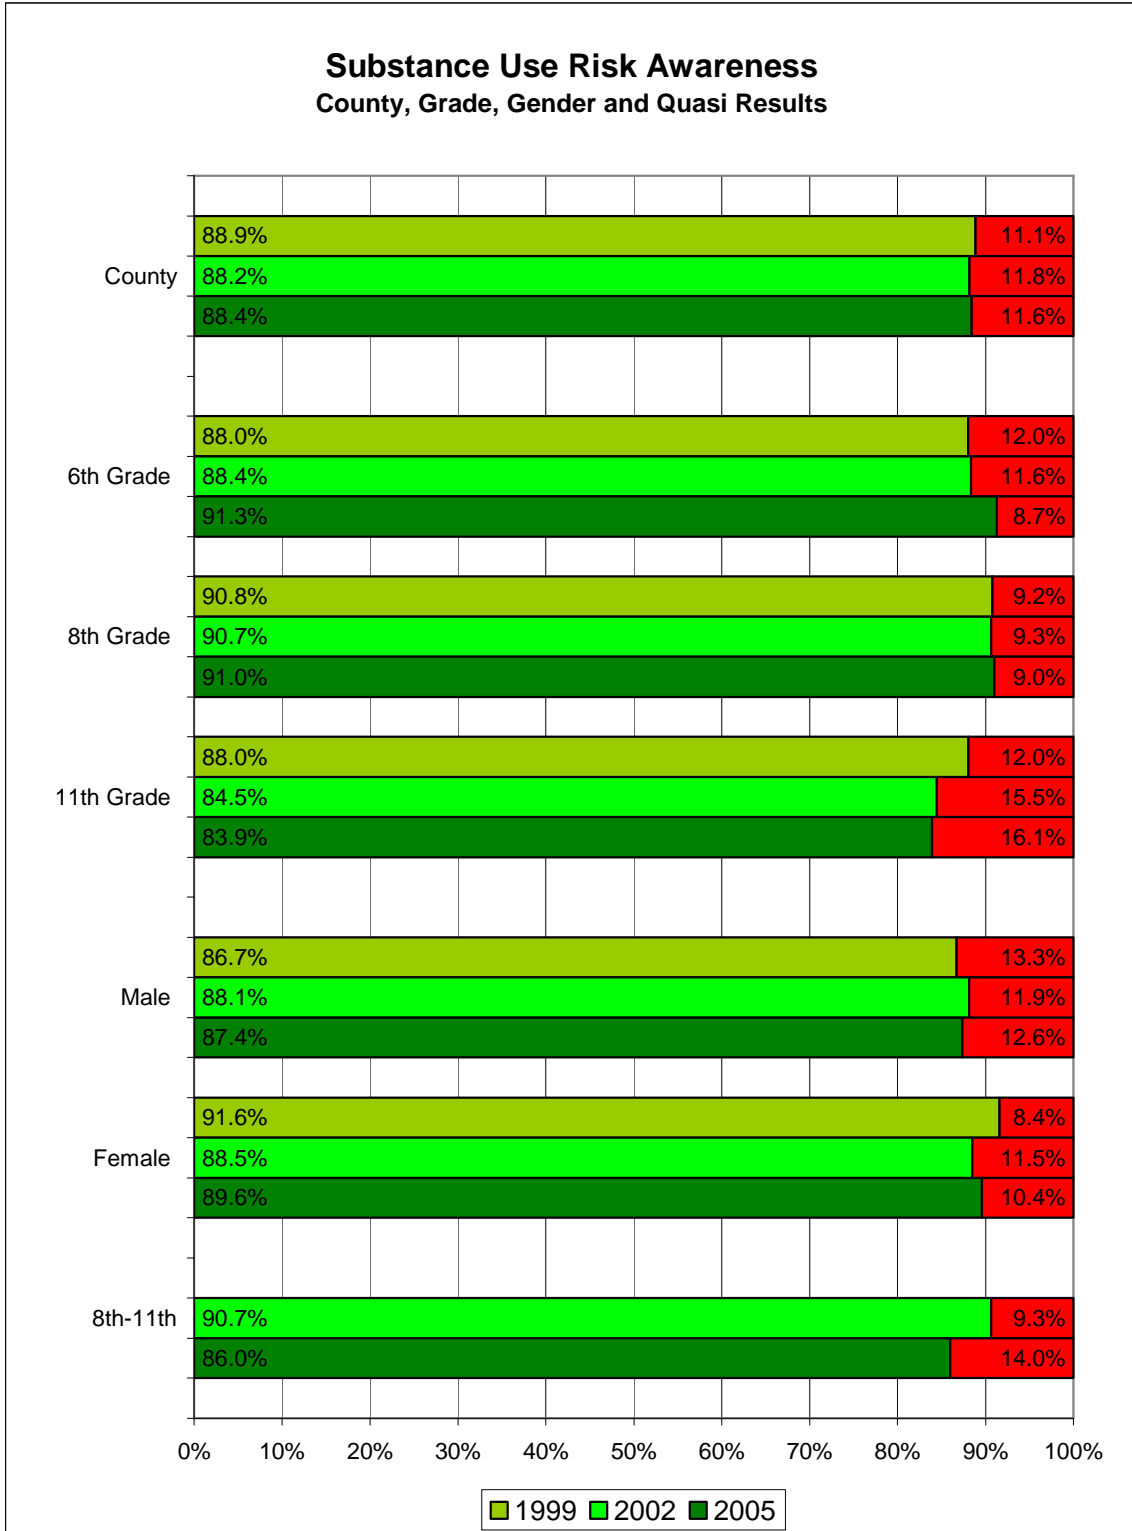 Substance Use Risk Awareness
County, Grade, Gender and Quasi Results
88.9% 11.1%
County 88.2% 11.8%
88.4% 11.6%
88.0% 12.0%
6th Grade 88.4% 11.6%
91.3% 8.7%
90.8% 9.2%
8th Grade 90.7% 9.3%
91.0% 9.0%
88.0% 12.0%
11th Grade 84.5% 15.5%
83.9% 16.1%
86.7% 13.3%
Male 88.1% 11.9%
87.4% 12.6%
91.6% 8.4%
Female 88.5% 11.5%
89.6% 10.4%
8th-11th 90.7% 9.3%
86.0% 14.0%
0% 10% 20% 30% 40% 50% 60% 70% 80% 90% 100%
1999 2002 2005